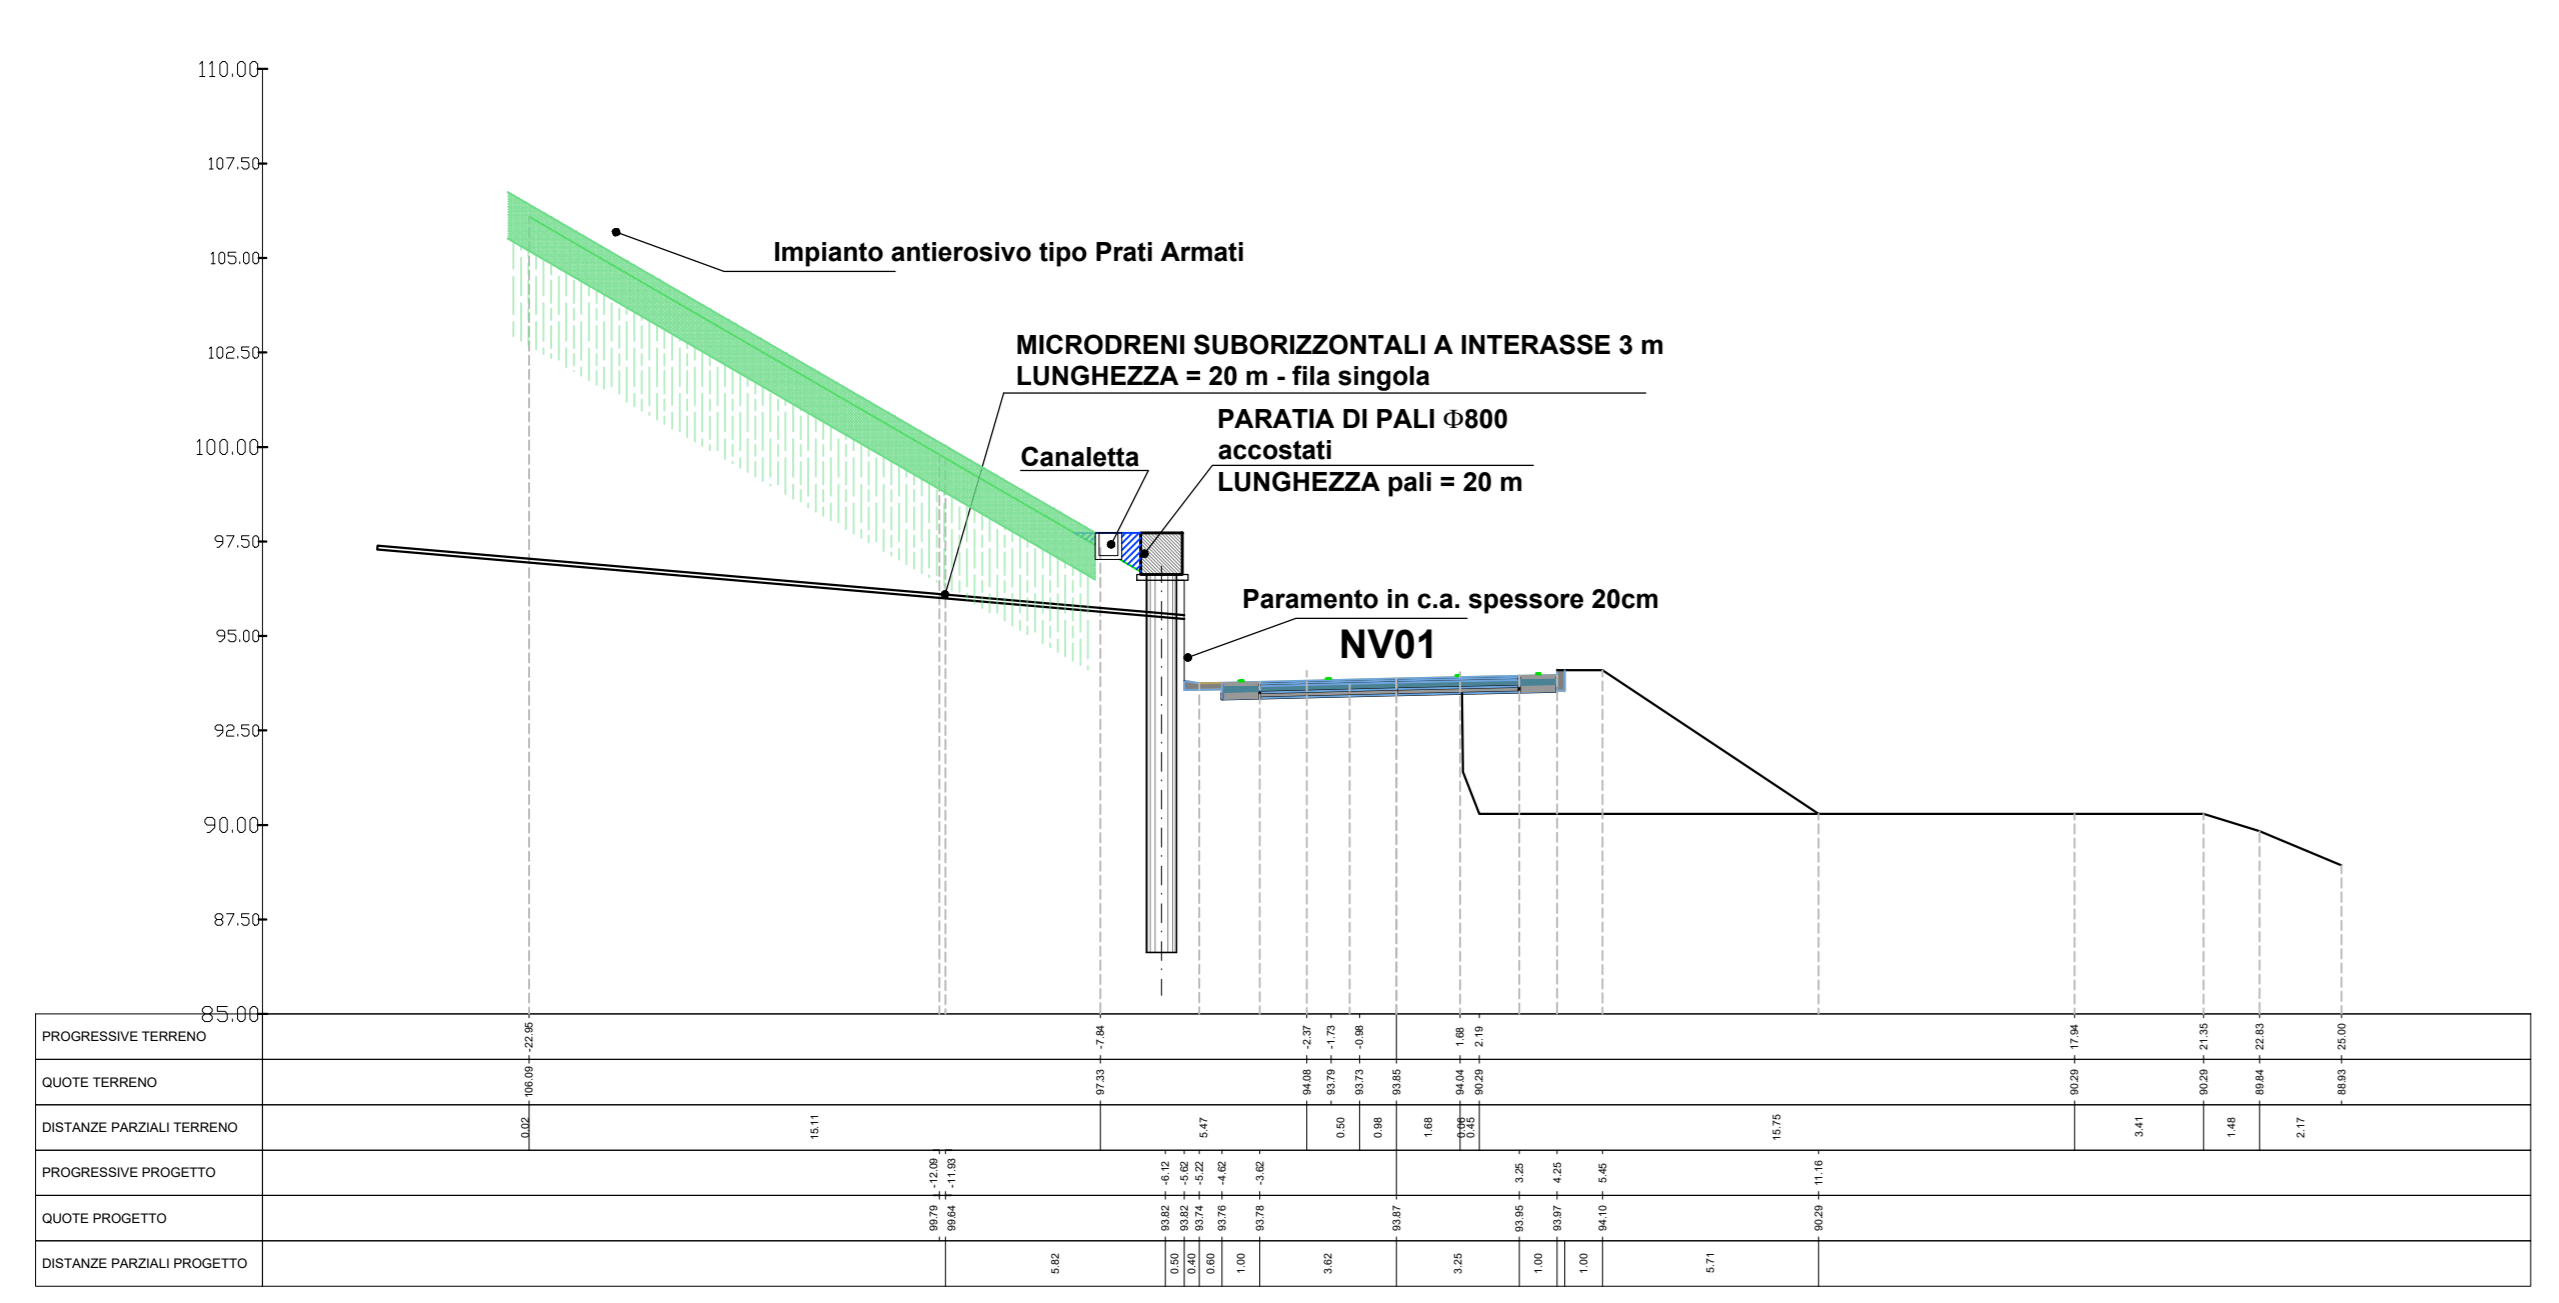 110.00
107.50
105.00
102.50
100.00
97.50
95.00
92.50
90.00
87.50
85.00
Impianto antierosivo tipo Prati Armati
MICRODRENI SUBORIZZONTALI A INTERASSE 3 m
LUNGHEZZA = 20 m - fila singola
PARATIA DI PALI Φ800
accostati
LUNGHEZZA pali = 20 m
Canaletta
Paramento in c.a. spessore 20cm
NV01
PROGRESSIVE TERRENO -22.95 -7.84 -2.37 -1.73 -0.98 1.68 2.19 17.94 21.35 22.83 25.00
QUOTE TERRENO 106.09 97.33 94.08 93.79 93.73 93.85 94.04 90.29 90.29 90.29 89.84 88.93
DISTANZE PARZIALI TERRENO 0.02 15.11 5.47 0.50 0.98 1.68 0.06 0.45 15.75 3.41 1.48 2.17
PROGRESSIVE PROGETTO -12.09 -11.93 -6.12 -5.62 -5.22 -4.62 -3.62 3.25 4.25 5.45 11.16
QUOTE PROGETTO 99.79 99.64 93.82 93.82 93.74 93.76 93.78 93.87 93.95 93.97 94.10 90.29
DISTANZE PARZIALI PROGETTO 5.82 0.50 0.40 0.60 1.00 3.62 3.25 1.00 1.00 5.71